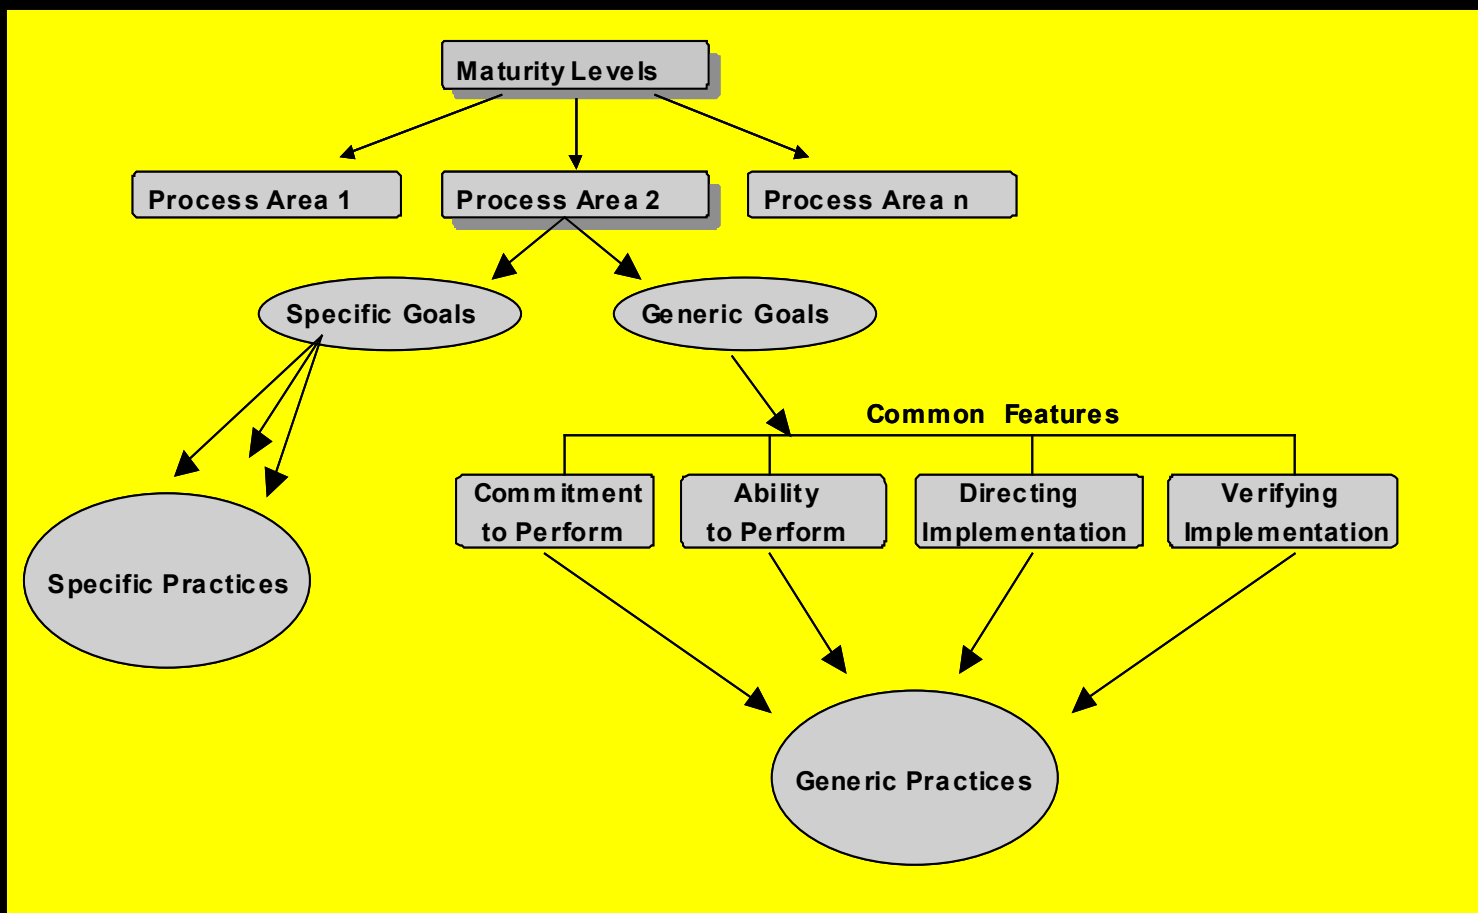 Maturity Levels
Process Area 1
Process Area 2
Process Area n
Specific Goals
Generic Goals
Common Features
Commitment
to Perform
Ability
to Perform
Directing
Implementation
Verifying
Implementation
Specific Practices
Generic Practices